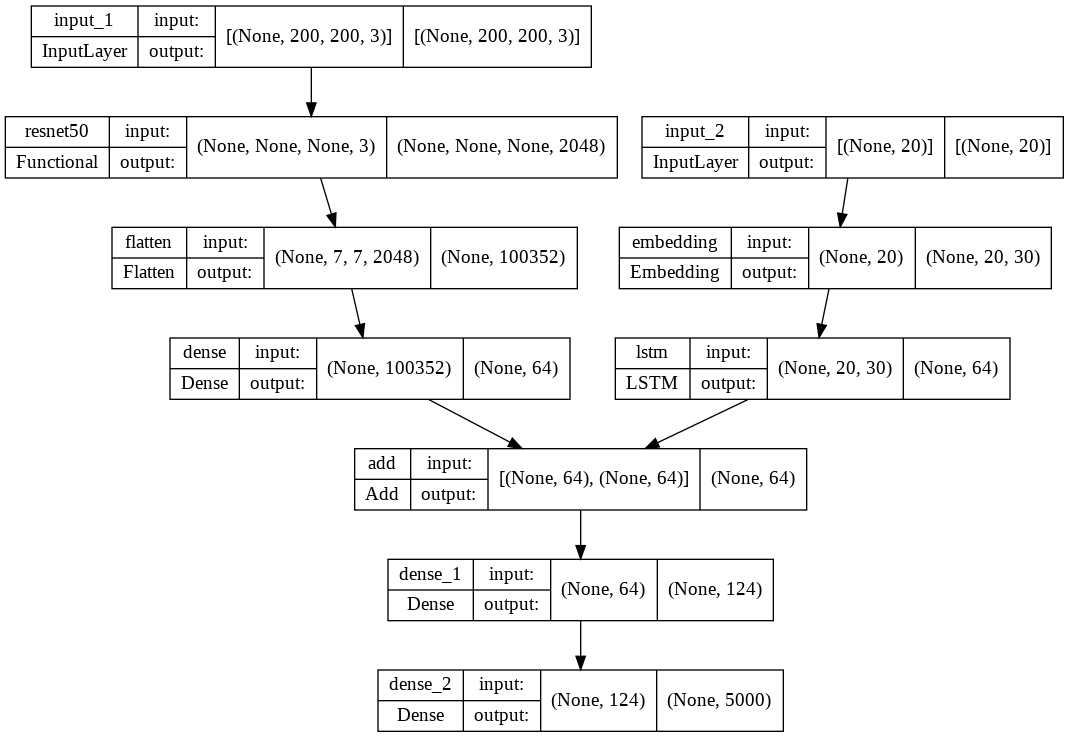 input_1 input: [(None, 200, 200, 3)] [(None, 200, 200, 3)]
InputLayer output:
resnet50 input: (None, None, None, 3) (None, None, None, 2048)
Functional output:
input_2 input: [(None, 20)] [(None, 20)]
InputLayer output:
flatten input: (None, 7, 7, 2048) (None, 100352)
Flatten output:
embedding input: (None, 20) (None, 20, 30)
Embedding output:
dense input: (None, 100352) (None, 64)
Dense output:
lstm input: (None, 20, 30) (None, 64)
LSTM output:
add input: [(None, 64), (None, 64)] (None, 64)
Add output:
dense_1 input: (None, 64) (None, 124)
Dense output:
dense_2 input: (None, 124) (None, 5000)
Dense output: